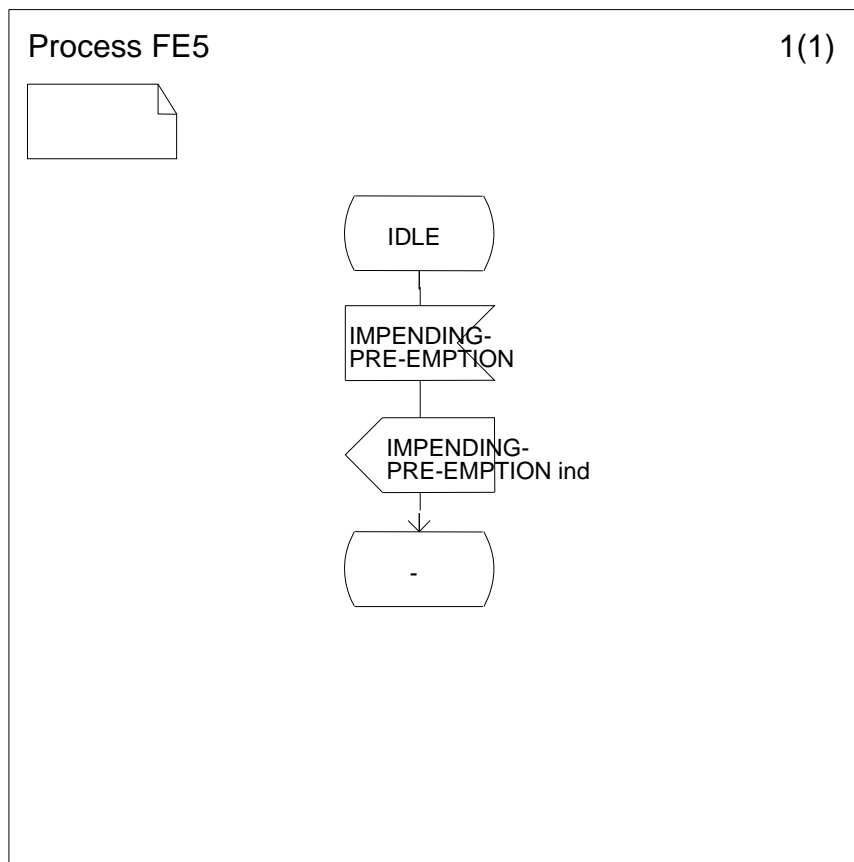 Process FE5
1(1)
IDLE
IMPENDING-
PRE-EMPTION
IMPENDING-
PRE-EMPTION ind
-